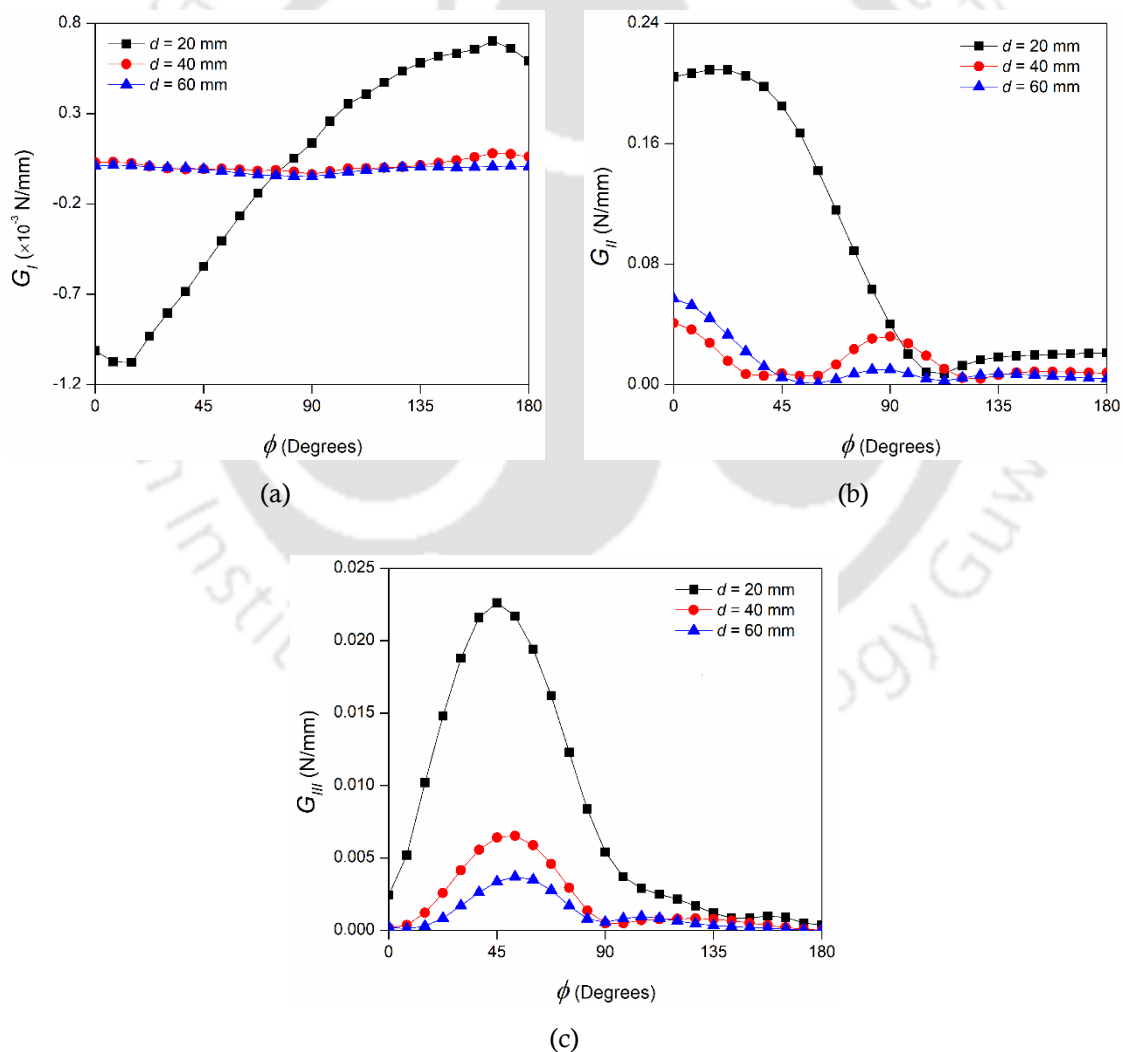 0.8
0.3
-0.2
-0.7
-1.2
G_I (×10⁻³ N/mm)
d = 20 mm
d = 40 mm
d = 60 mm
0 45 90 135 180
ϕ (Degrees)
(a)
0.24
0.16
0.08
0.00
G_II (N/mm)
d = 20 mm
d = 40 mm
d = 60 mm
0 45 90 135 180
ϕ (Degrees)
(b)
0.025
0.020
0.015
0.010
0.005
0.000
G_III (N/mm)
d = 20 mm
d = 40 mm
d = 60 mm
0 45 90 135 180
ϕ (Degrees)
(c)